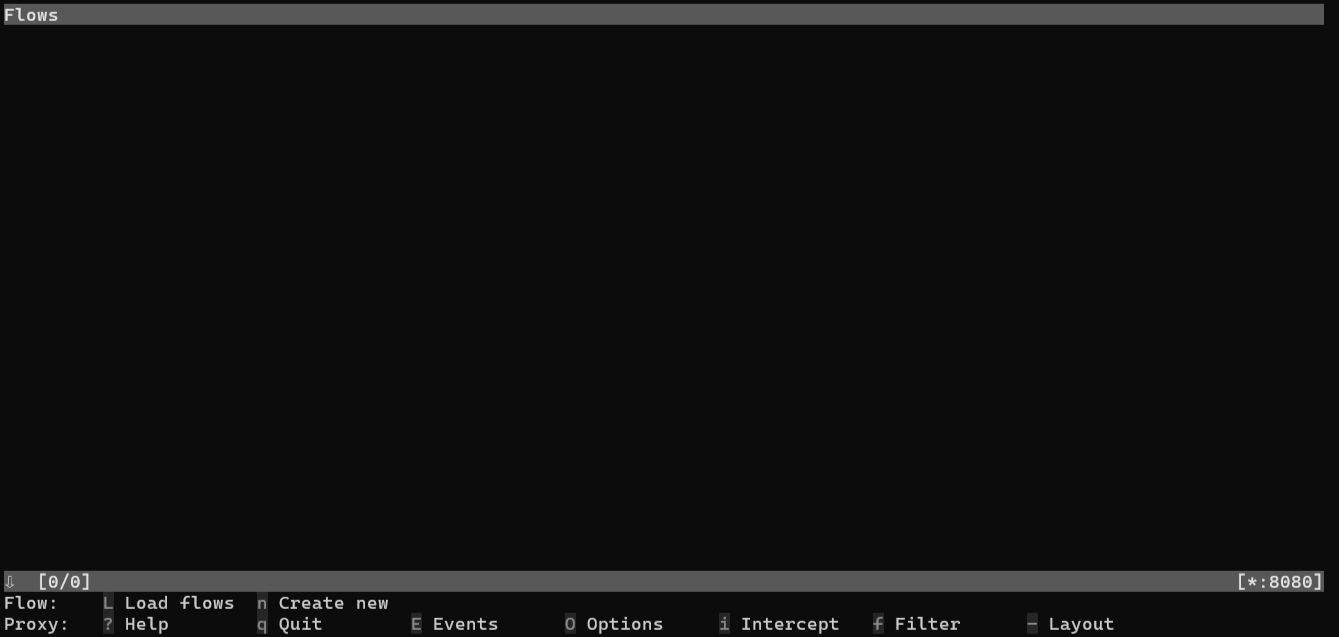 Flows
⇩ [0/0] [*:8080]
Flow: L Load flows n Create new
Proxy: ? Help q Quit E Events O Options i Intercept f Filter - Layout